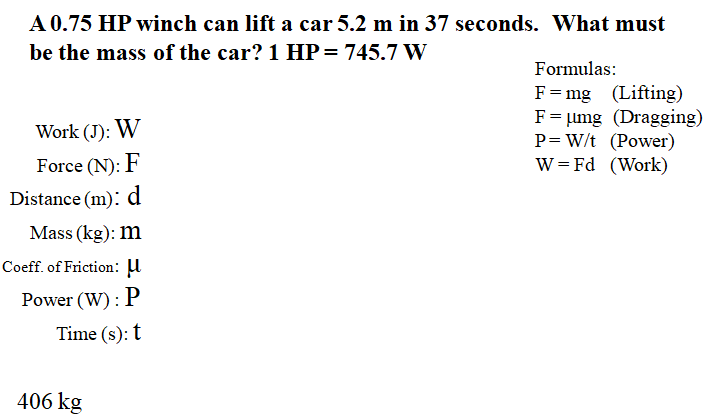 A 0.75 HP winch can lift a car 5.2 m in 37 seconds.  What must
be the mass of the car? 1 HP = 745.7 W
Formulas:
F = mg (Lifting)
F = μmg (Dragging)
P= W/t (Power)
W = Fd (Work)
Work (J): W
Force (N): F
Distance (m): d
Mass (kg): m
Coeff. of Friction: μ
Power (W) : P
Time (s): t
406 kg